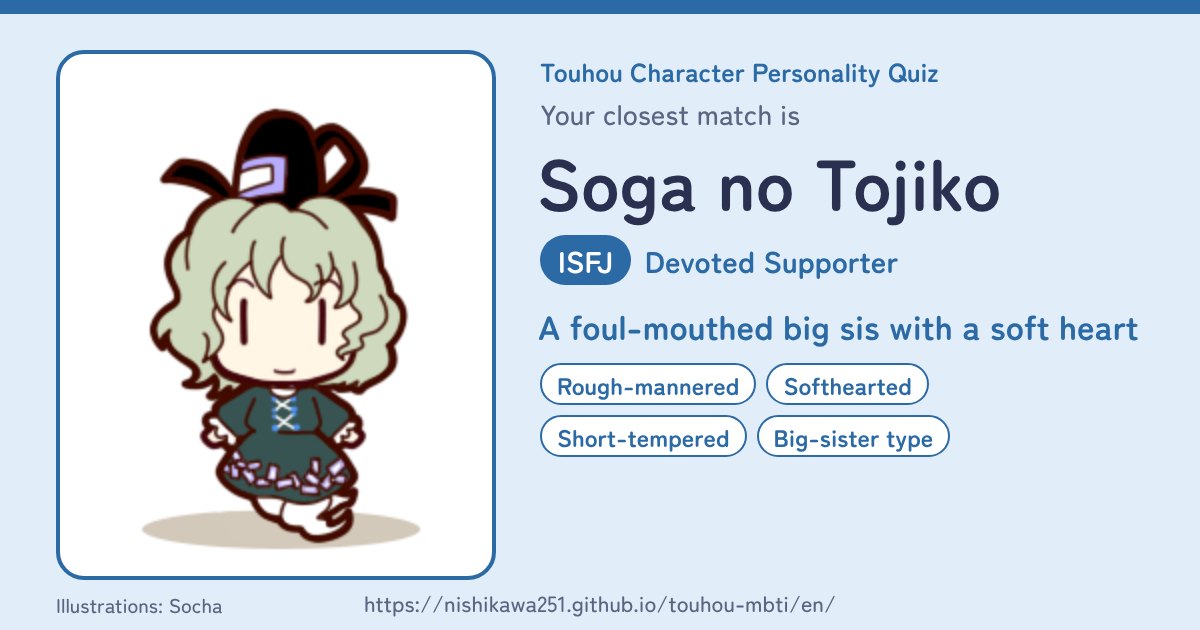 Touhou Character Personality Quiz
Your closest match is
Soga no Tojiko
ISFJ Devoted Supporter
A foul-mouthed big sis with a soft heart
Rough-mannered Softhearted
Short-tempered Big-sister type
Illustrations: Socha https://nishikawa251.github.io/touhou-mbti/en/